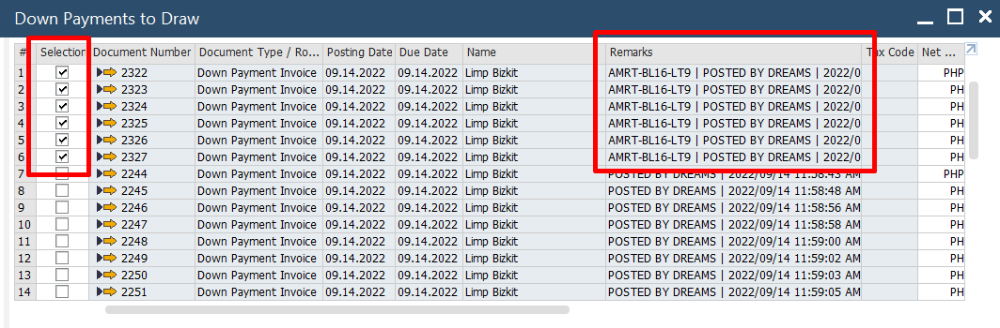 Down Payments to Draw
# Selection Document Number Document Type / Ro... Posting Date Due Date Name Remarks Tax Code Net ...
1 2322 Down Payment Invoice 09.14.2022 09.14.2022 Limp Bizkit AMRT-BL16-LT9 | POSTED BY DREAMS | 2022/0 PHP
2 2323 Down Payment Invoice 09.14.2022 09.14.2022 Limp Bizkit AMRT-BL16-LT9 | POSTED BY DREAMS | 2022/0 PH
3 2324 Down Payment Invoice 09.14.2022 09.14.2022 Limp Bizkit AMRT-BL16-LT9 | POSTED BY DREAMS | 2022/0 PH
4 2325 Down Payment Invoice 09.14.2022 09.14.2022 Limp Bizkit AMRT-BL16-LT9 | POSTED BY DREAMS | 2022/0 PH
5 2326 Down Payment Invoice 09.14.2022 09.14.2022 Limp Bizkit AMRT-BL16-LT9 | POSTED BY DREAMS | 2022/0 PH
6 2327 Down Payment Invoice 09.14.2022 09.14.2022 Limp Bizkit AMRT-BL16-LT9 | POSTED BY DREAMS | 2022/0 PH
7 2244 Down Payment Invoice 09.14.2022 09.14.2022 Limp Bizkit POSTED BY DREAMS | 2022/09/14 11:58:43 AM PHP
8 2245 Down Payment Invoice 09.14.2022 09.14.2022 Limp Bizkit POSTED BY DREAMS | 2022/09/14 11:58:48 AM PH
9 2246 Down Payment Invoice 09.14.2022 09.14.2022 Limp Bizkit POSTED BY DREAMS | 2022/09/14 11:58:56 AM PH
10 2247 Down Payment Invoice 09.14.2022 09.14.2022 Limp Bizkit POSTED BY DREAMS | 2022/09/14 11:58:58 AM PH
11 2248 Down Payment Invoice 09.14.2022 09.14.2022 Limp Bizkit POSTED BY DREAMS | 2022/09/14 11:59:00 AM PH
12 2249 Down Payment Invoice 09.14.2022 09.14.2022 Limp Bizkit POSTED BY DREAMS | 2022/09/14 11:59:02 AM PH
13 2250 Down Payment Invoice 09.14.2022 09.14.2022 Limp Bizkit POSTED BY DREAMS | 2022/09/14 11:59:03 AM PH
14 2251 Down Payment Invoice 09.14.2022 09.14.2022 Limp Bizkit POSTED BY DREAMS | 2022/09/14 11:59:05 AM PH